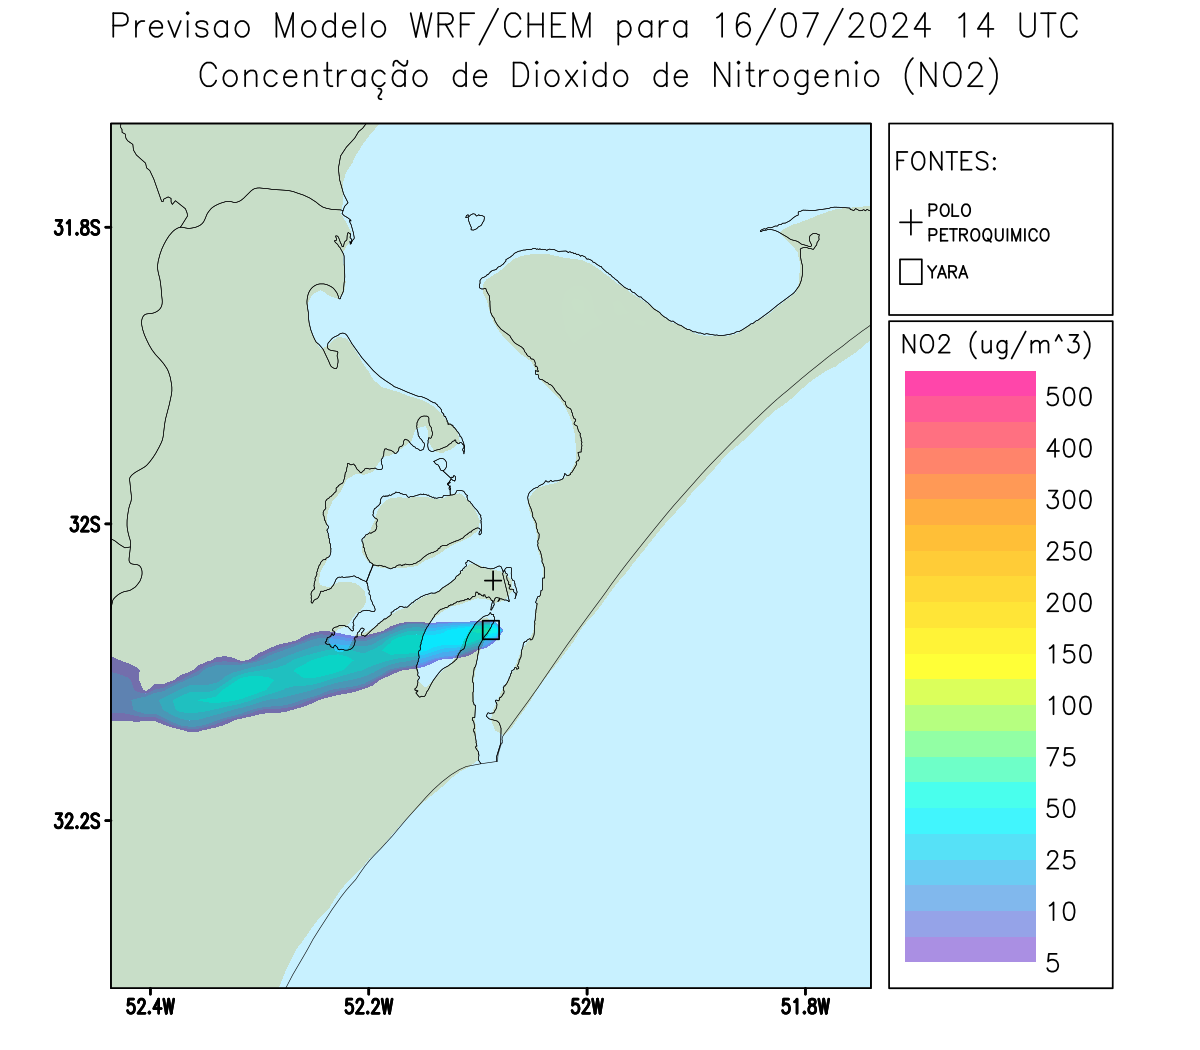 Previsao Modelo WRF/CHEM para 16/07/2024 14 UTC
Concentração de Dioxido de Nitrogenio (NO2)
FONTES:
POLO
PETROQUIMICO
YARA
31.8S
32S
32.2S
52.4W
52.2W
52W
51.8W
NO2 (ug/m^3)
500
400
300
250
200
150
100
75
50
25
10
5